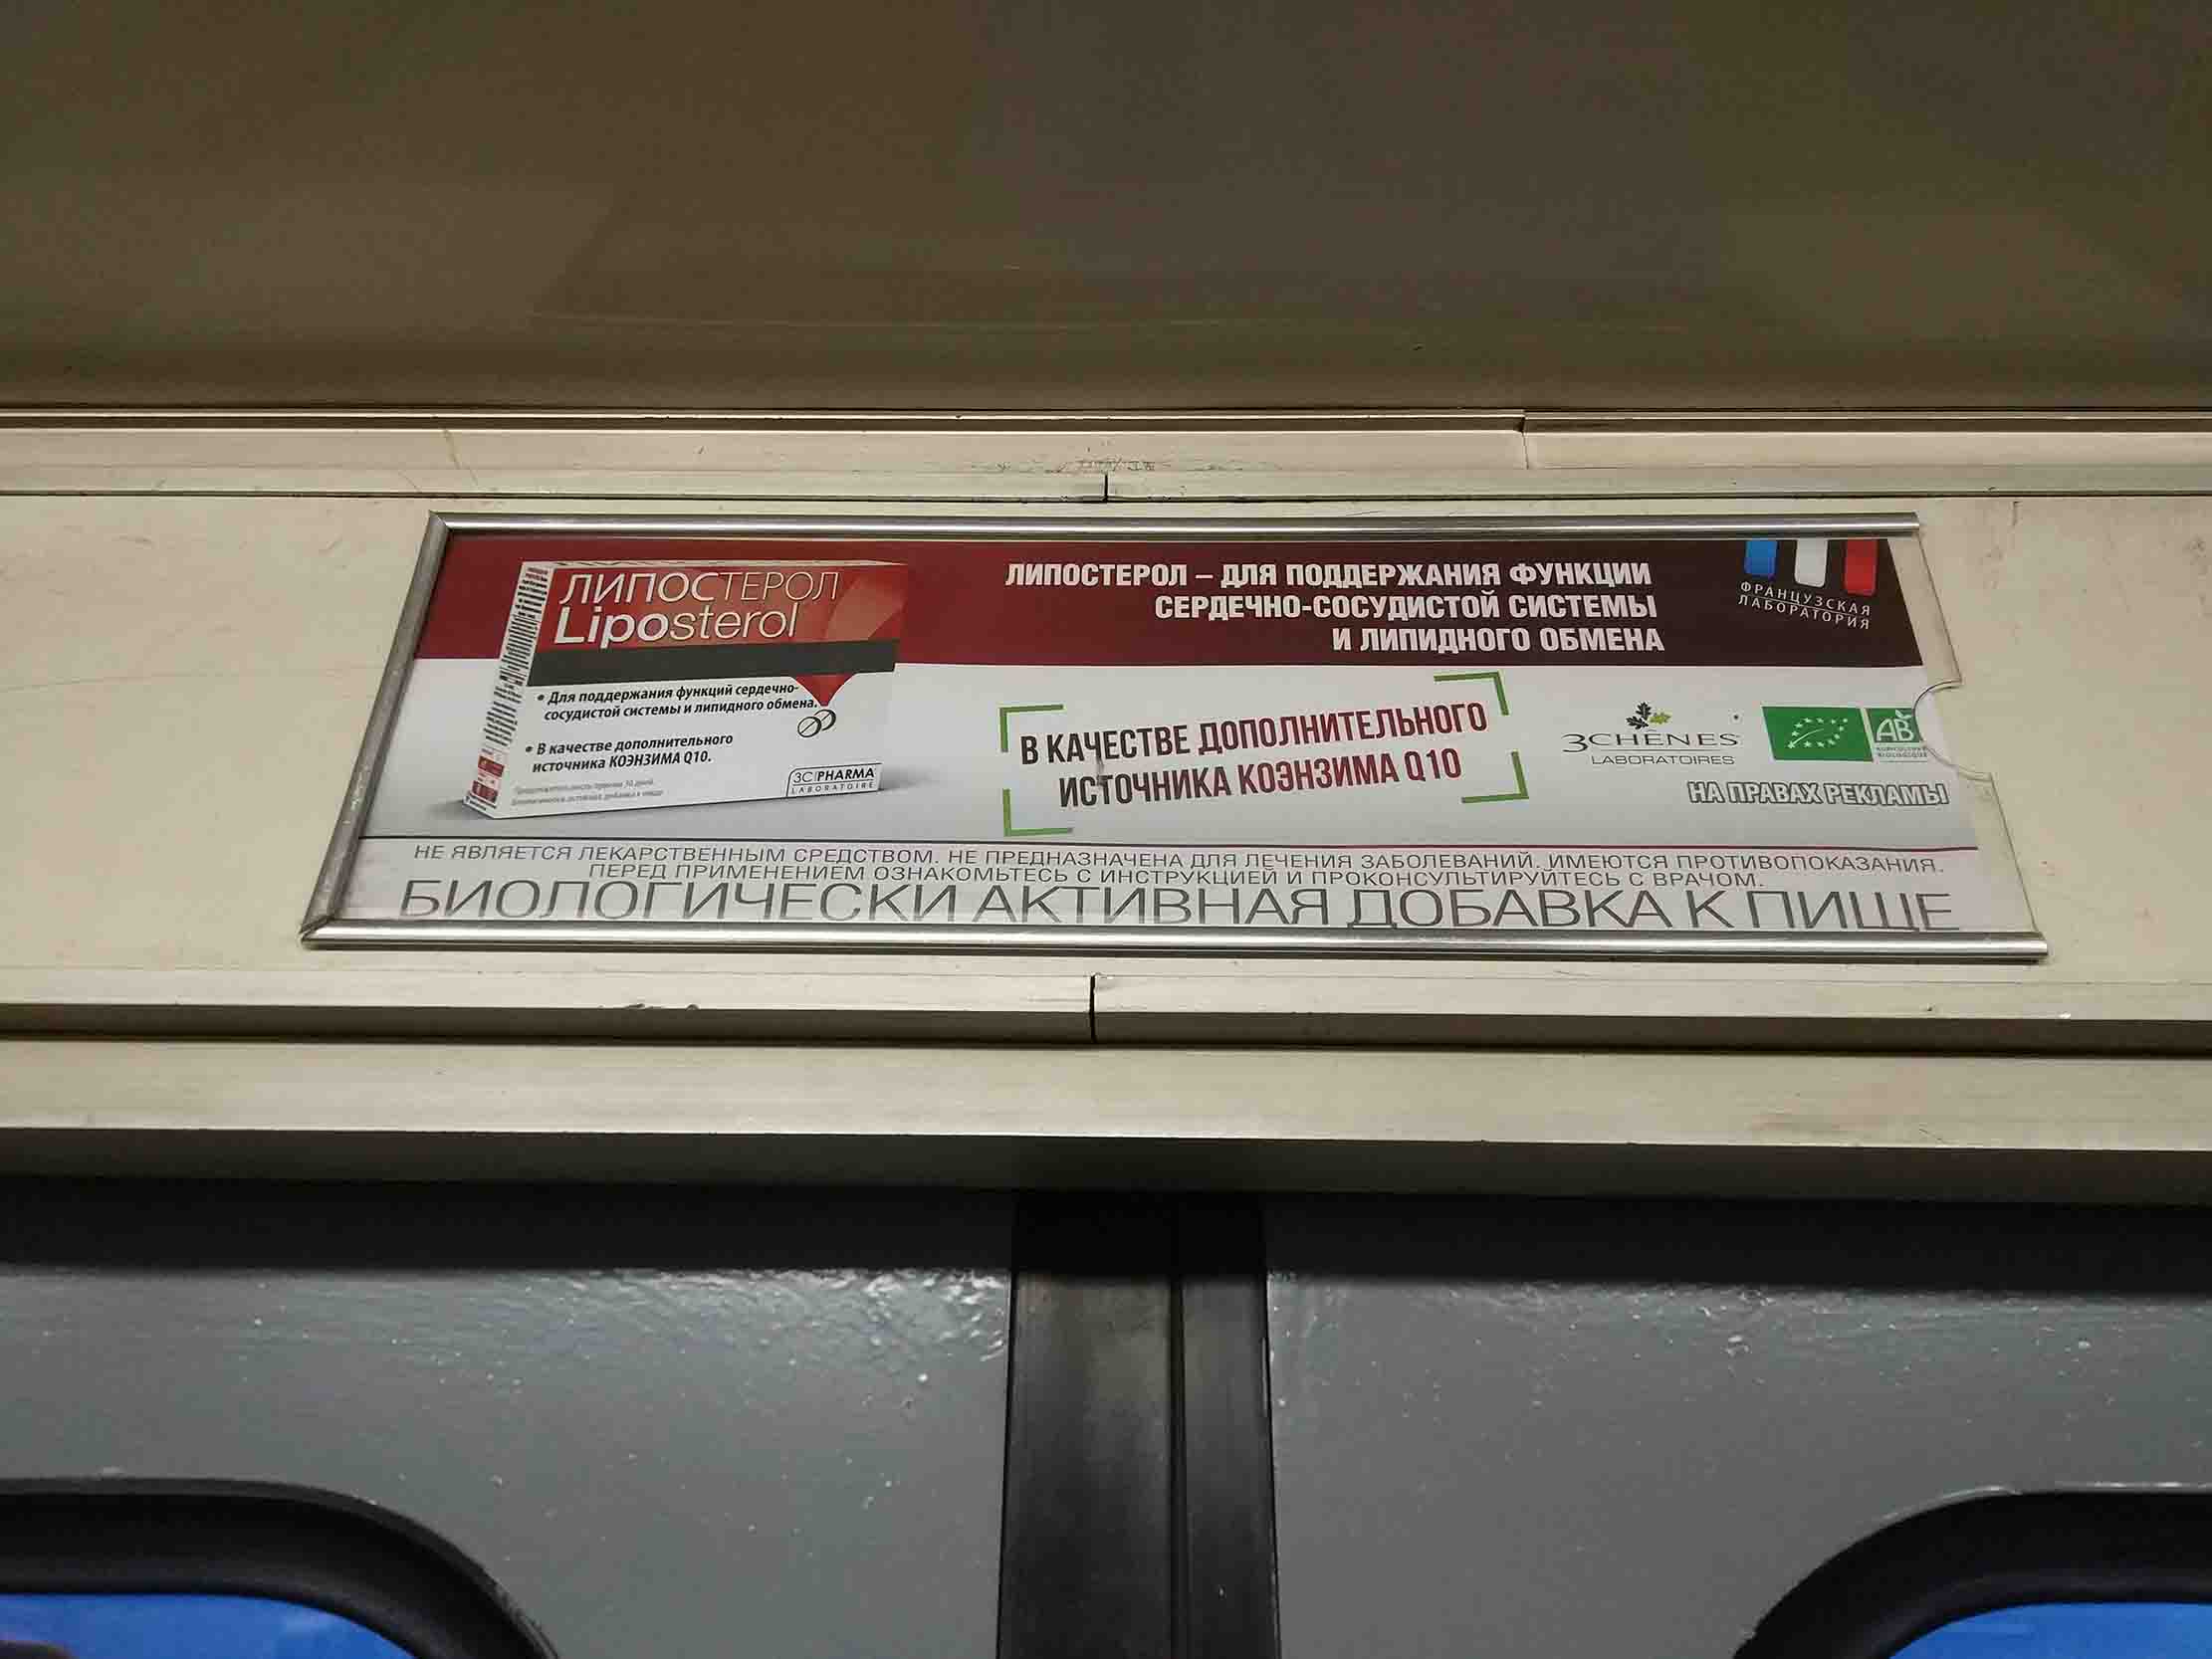 ЛИПОСТЕРОЛ
Liposterol
• Для поддержания функций сердечно-
сосудистой системы и липидного обмена.
• В качестве дополнительного
источника КОЭНЗИМА Q10.
3C PHARMA
LABORATOIRE
ЛИПОСТЕРОЛ – ДЛЯ ПОДДЕРЖАНИЯ ФУНКЦИИ
СЕРДЕЧНО-СОСУДИСТОЙ СИСТЕМЫ
И ЛИПИДНОГО ОБМЕНА
ФРАНЦУЗСКАЯ
ЛАБОРАТОРИЯ
В КАЧЕСТВЕ ДОПОЛНИТЕЛЬНОГО
ИСТОЧНИКА КОЭНЗИМА Q10
3CHÊNES
LABORATOIRES
AB
AGRICULTURE
BIOLOGIQUE
НА ПРАВАХ РЕКЛАМЫ
НЕ ЯВЛЯЕТСЯ ЛЕКАРСТВЕННЫМ СРЕДСТВОМ. НЕ ПРЕДНАЗНАЧЕНА ДЛЯ ЛЕЧЕНИЯ ЗАБОЛЕВАНИЙ. ИМЕЮТСЯ ПРОТИВОПОКАЗАНИЯ.
ПЕРЕД ПРИМЕНЕНИЕМ ОЗНАКОМЬТЕСЬ С ИНСТРУКЦИЕЙ И ПРОКОНСУЛЬТИРУЙТЕСЬ С ВРАЧОМ.
БИОЛОГИЧЕСКИ АКТИВНАЯ ДОБАВКА К ПИЩЕ